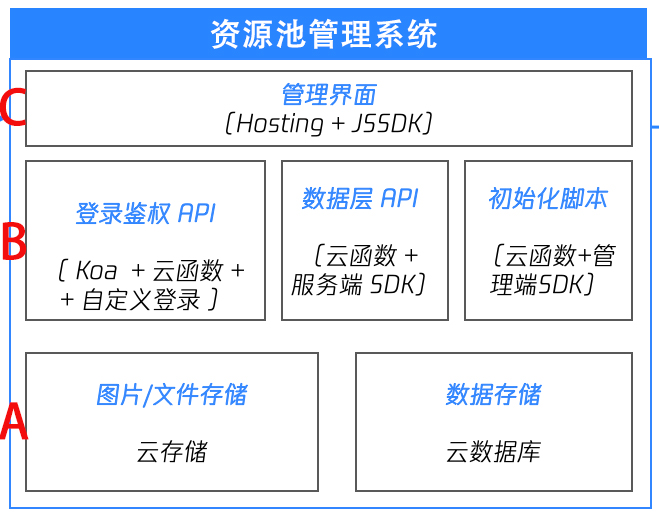 资源池管理系统
C
管理界面
(Hosting + JSSDK)
B
登录鉴权 API
( Koa + 云函数 +
+ 自定义登录 )
数据层 API
(云函数 +
服务端 SDK)
初始化脚本
(云函数+管
理端SDK)
A
图片/文件存储
云存储
数据存储
云数据库